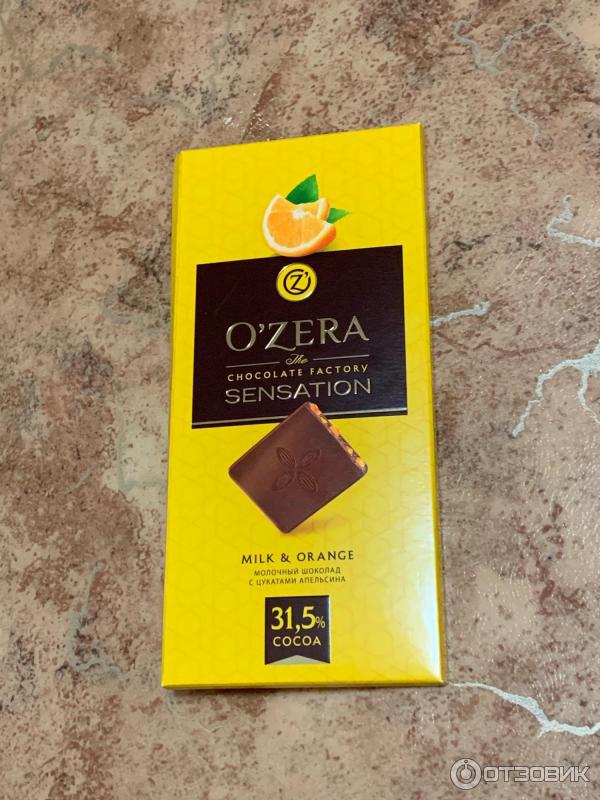 O'ZERA
The
CHOCOLATE FACTORY
SENSATION
MILK & ORANGE
МОЛОЧНЫЙ ШОКОЛАД
С ЦУКАТАМИ АПЕЛЬСИНА
31,5%
COCOA
ОТЗОВИК